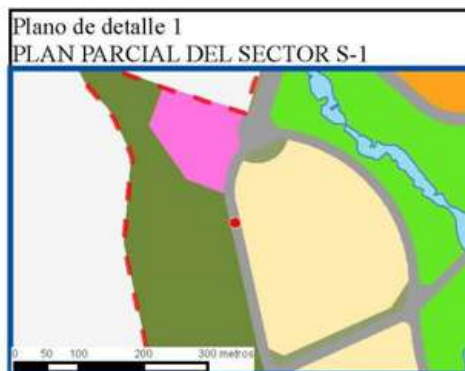 Plano de detalle 1
PLAN PARCIAL DEL SECTOR S-1
0 50 100 200 300 metros